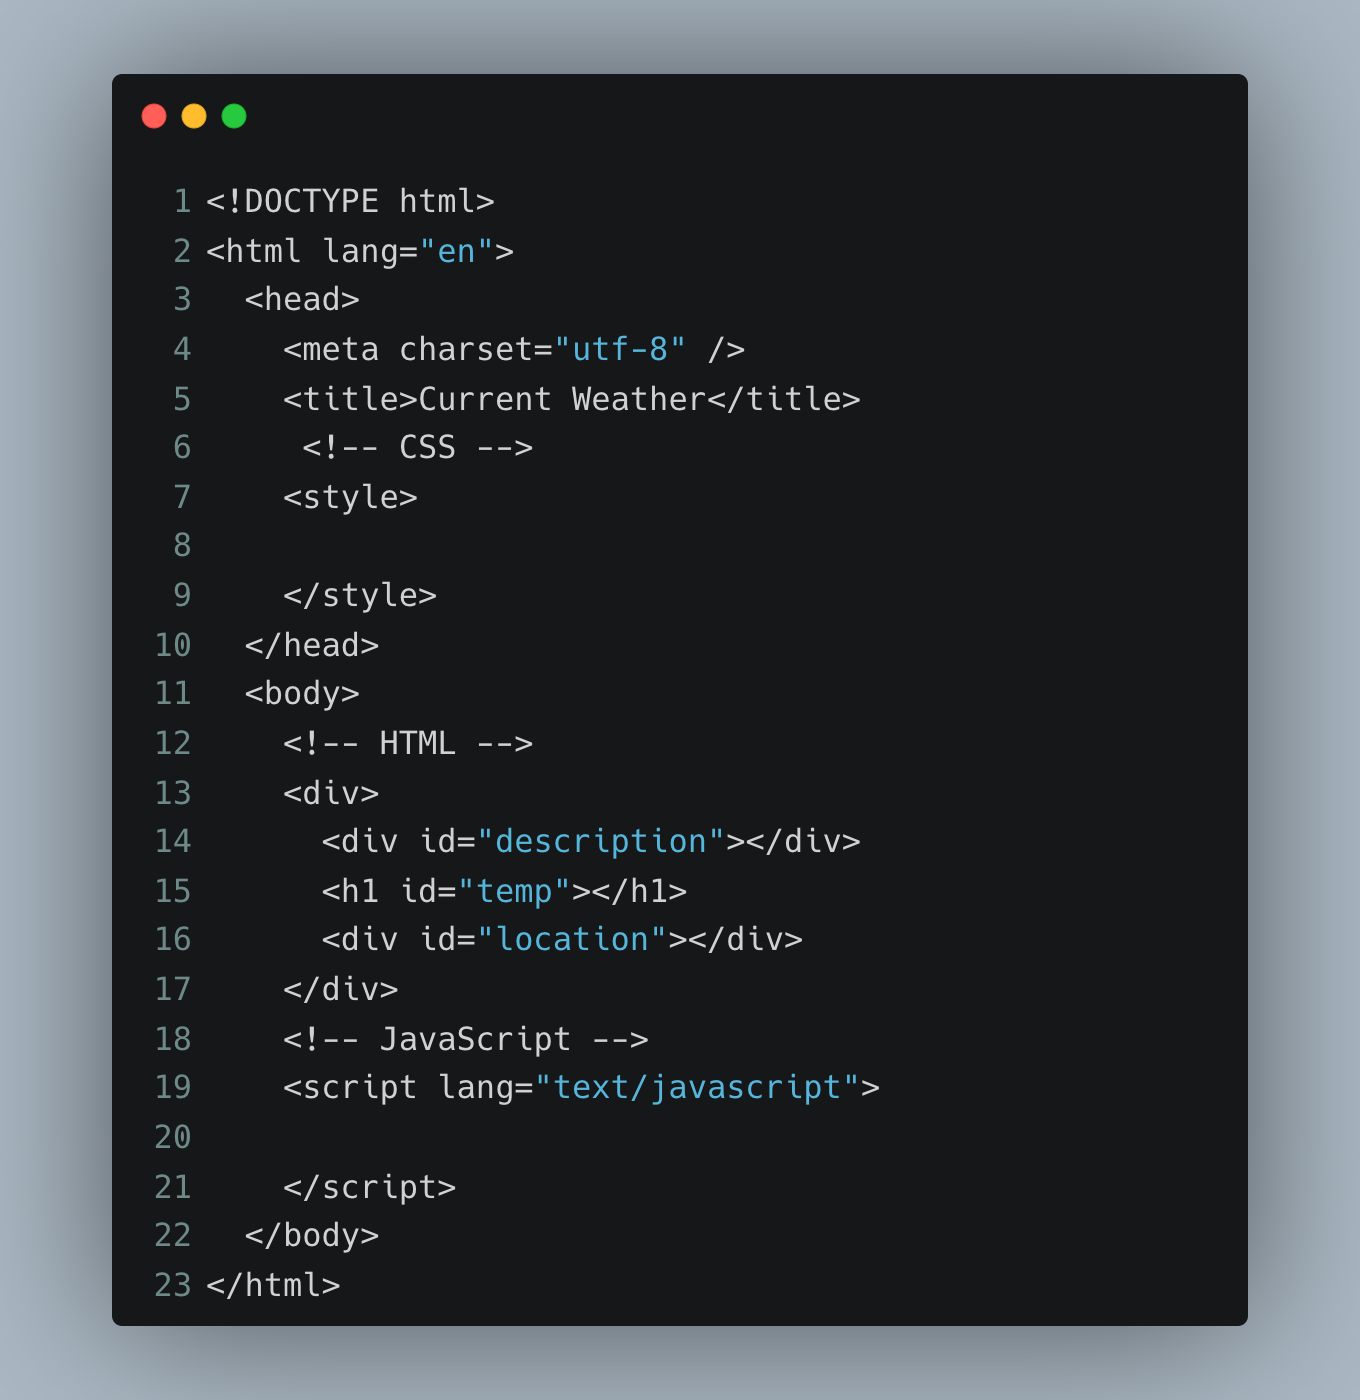 1 <!DOCTYPE html>
2 <html lang="en">
3   <head>
4     <meta charset="utf-8" />
5     <title>Current Weather</title>
6      <!-- CSS -->
7     <style>
8
9     </style>
10   </head>
11   <body>
12     <!-- HTML -->
13     <div>
14       <div id="description"></div>
15       <h1 id="temp"></h1>
16       <div id="location"></div>
17     </div>
18     <!-- JavaScript -->
19     <script lang="text/javascript">
20
21     </script>
22   </body>
23 </html>